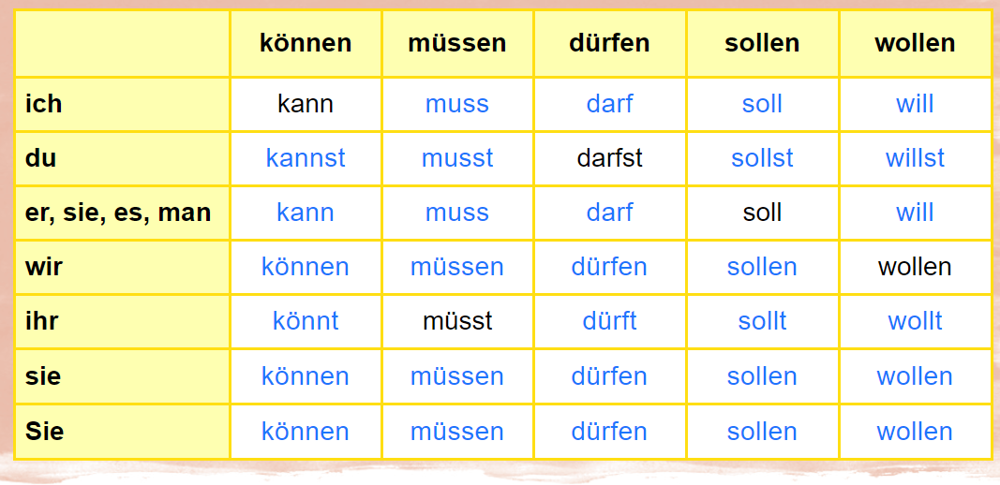 können müssen dürfen sollen wollen
ich kann muss darf soll will
du kannst musst darfst sollst willst
er, sie, es, man kann muss darf soll will
wir können müssen dürfen sollen wollen
ihr könnt müsst dürft sollt wollt
sie können müssen dürfen sollen wollen
Sie können müssen dürfen sollen wollen